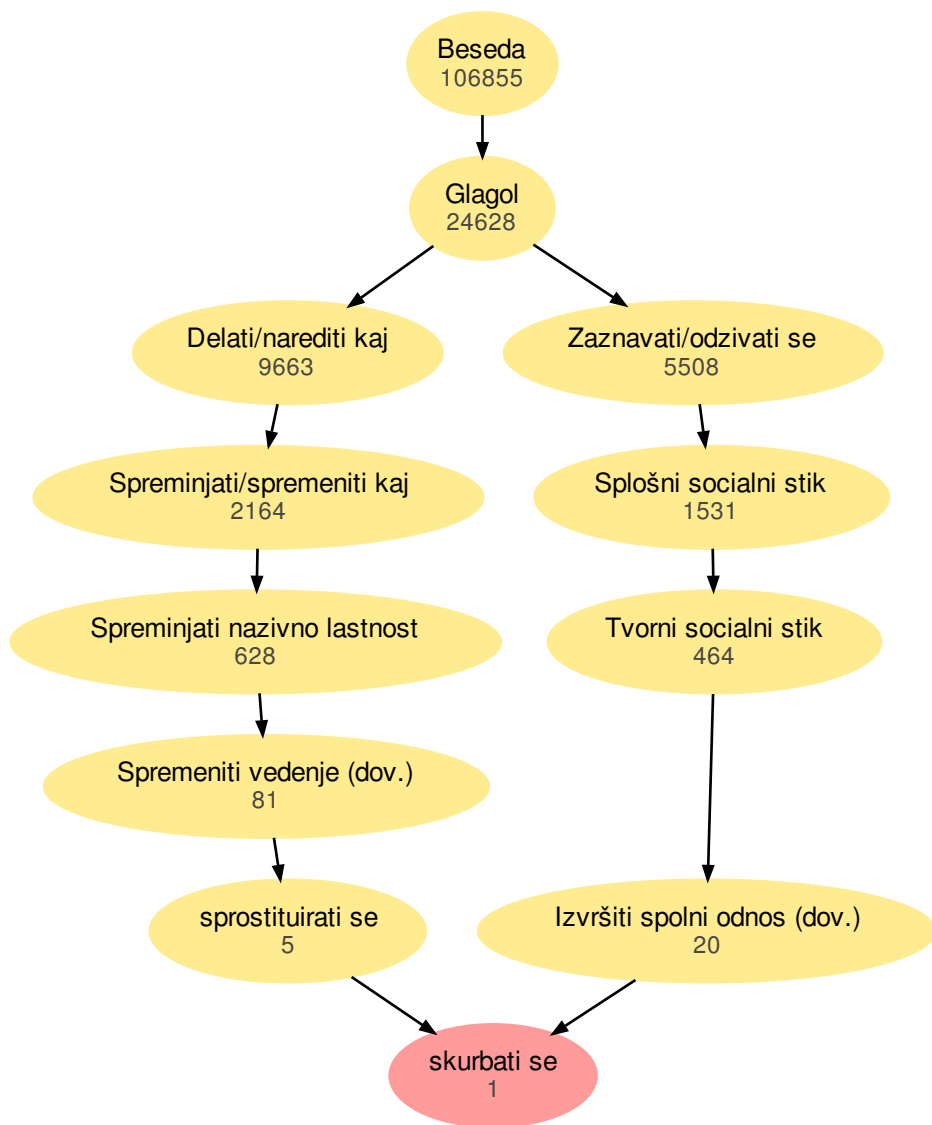 Beseda
106855
Glagol
24628
Delati/narediti kaj
9663
Zaznavati/odzivati se
5508
Spreminjati/spremeniti kaj
2164
Splošni socialni stik
1531
Spreminjati nazivno lastnost
628
Tvorni socialni stik
464
Spremeniti vedenje (dov.)
81
sprostituirati se
5
Izvršiti spolni odnos (dov.)
20
skurbati se
1